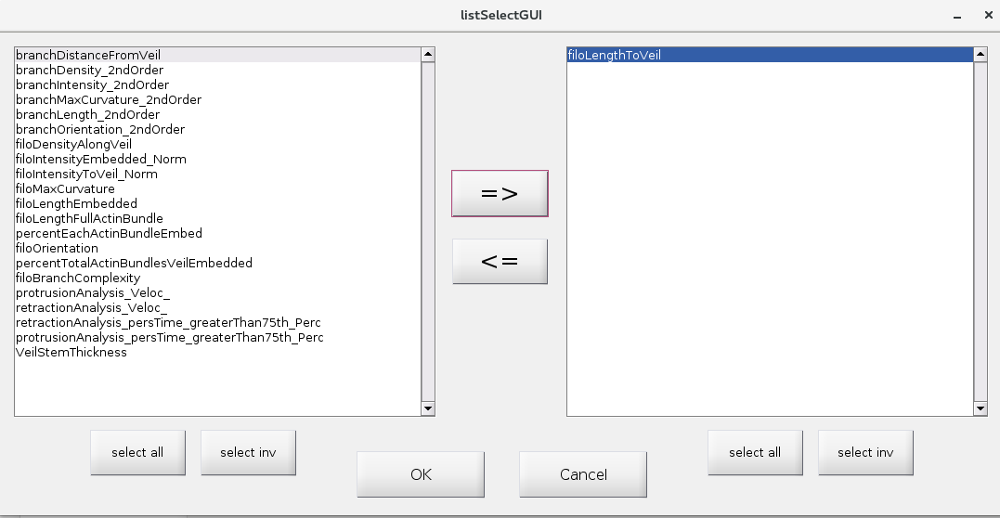 listSelectGUI
branchDistanceFromVeil
branchDensity_2ndOrder
branchIntensity_2ndOrder
branchMaxCurvature_2ndOrder
branchLength_2ndOrder
branchOrientation_2ndOrder
filoDensityAlongVeil
filoIntensityEmbedded_Norm
filoIntensityToVeil_Norm
filoMaxCurvature
filoLengthEmbedded
filoLengthFullActinBundle
percentEachActinBundleEmbed
filoOrientation
percentTotalActinBundlesVeilEmbedded
filoBranchComplexity
protrusionAnalysis_Veloc_
retractionAnalysis_Veloc_
retractionAnalysis_persTime_greaterThan75th_Perc
protrusionAnalysis_persTime_greaterThan75th_Perc
VeilStemThickness
=>
<=
filoLengthToVeil
select all
select inv
OK
Cancel
select all
select inv